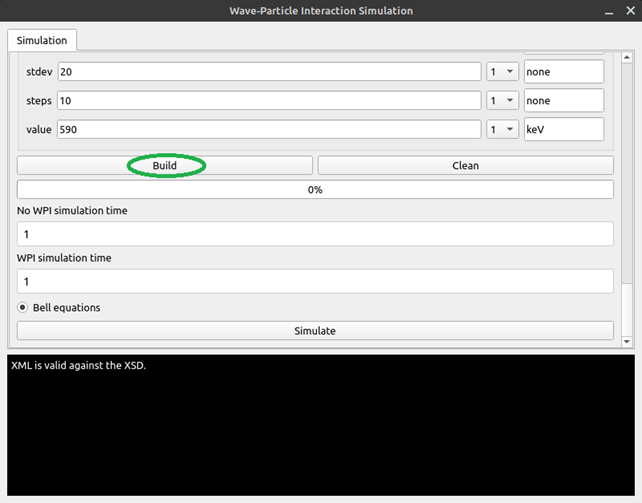 Wave-Particle Interaction Simulation
Simulation
stdev 20 1 none
steps 10 1 none
value 590 1 keV
Build Clean
0%
No WPI simulation time
1
WPI simulation time
1
Bell equations
Simulate
XML is valid against the XSD.